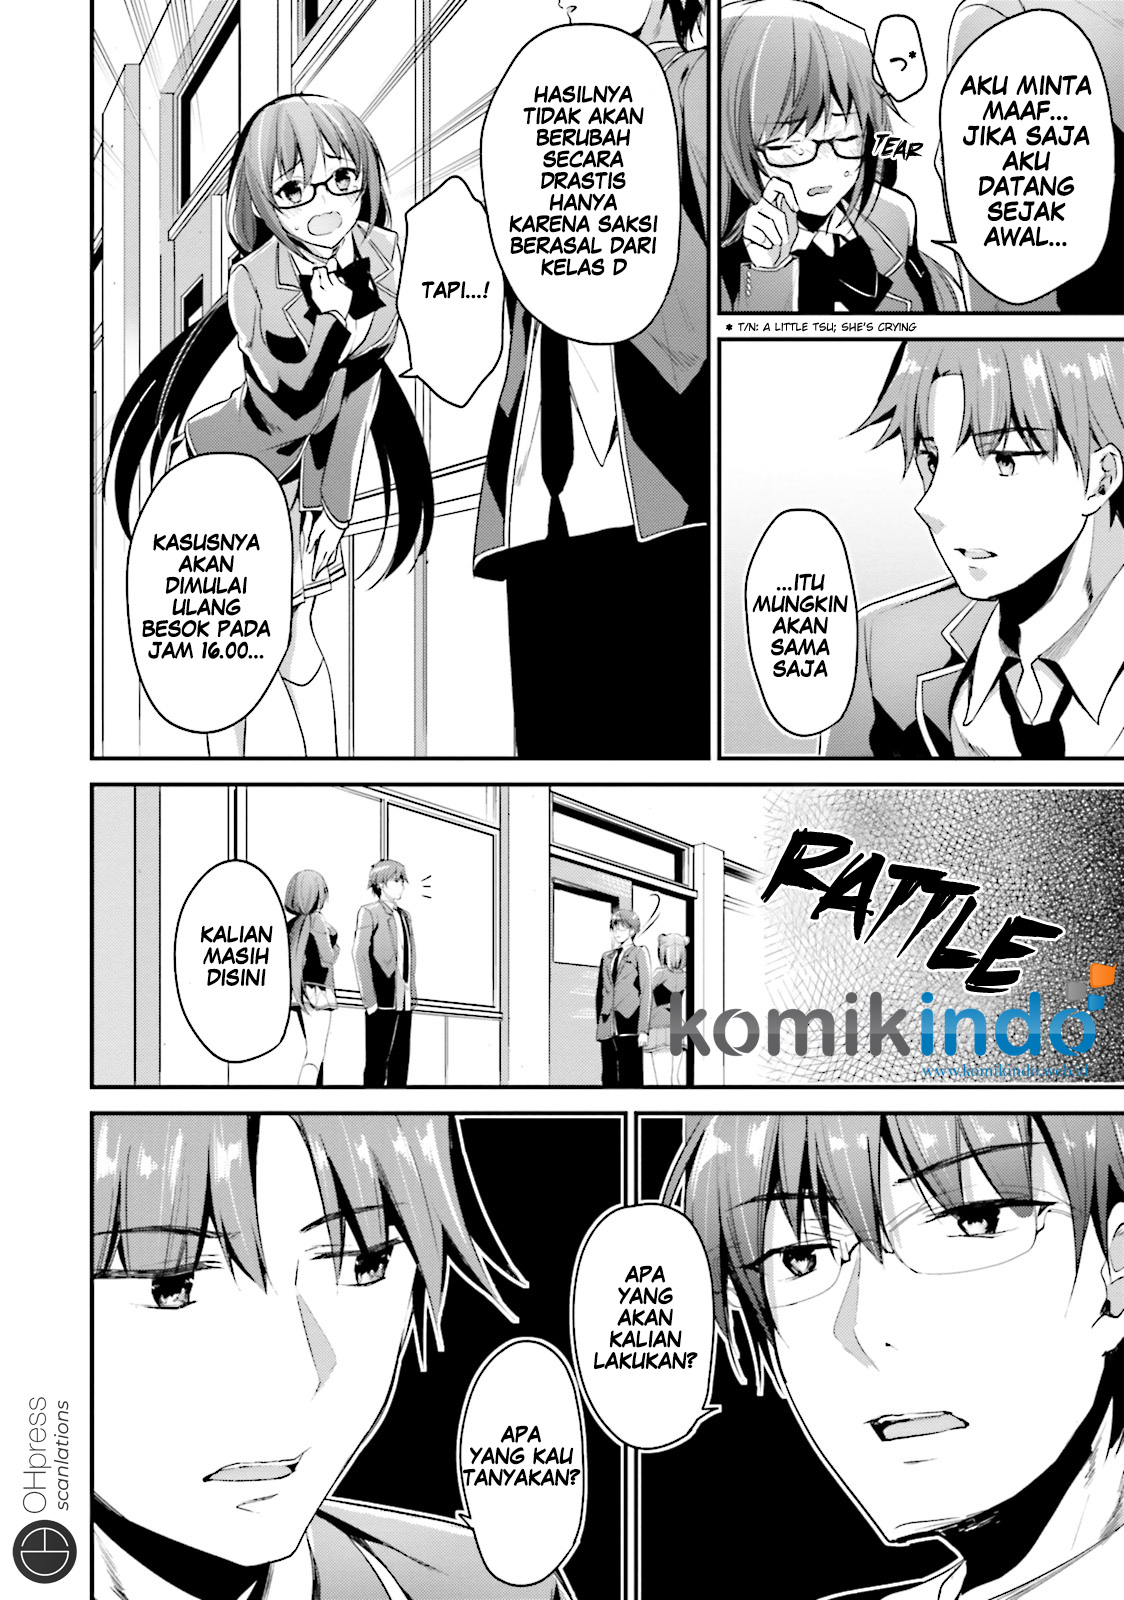 AKU MINTA
MAAF...
JIKA SAJA
AKU
DATANG
SEJAK
AWAL...
つ*
TEAR
* T/N: A LITTLE TSU; SHE'S CRYING
...ITU
MUNGKIN
AKAN
SAMA
SAJA
HASILNYA
TIDAK AKAN
BERUBAH
SECARA
DRASTIS
HANYA
KARENA SAKSI
BERASAL DARI
KELAS D
TAPI...!
KASUSNYA
AKAN
DIMULAI
ULANG
BESOK PADA
JAM 16.00...
RATTLE
KALIAN
MASIH
DISINI
komikindo
APA
YANG
AKAN
KALIAN
LAKUKAN?
APA
YANG KAU
TANYAKAN?
OHpress
scanlations